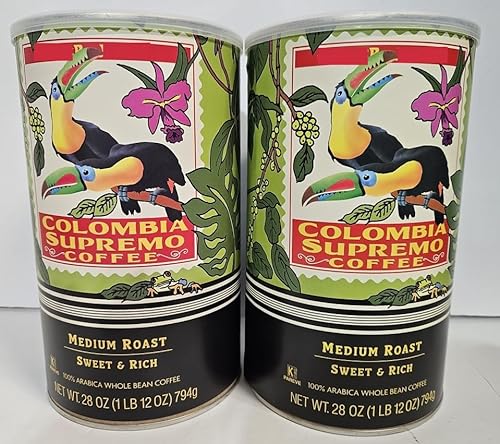 COLOMBIA
SUPREMO
COFFEE
MEDIUM ROAST
SWEET & RICH
K
PAREVE
100% ARABICA WHOLE BEAN COFFEE
NET WT. 28 OZ (1 LB 12 OZ) 794g
COLOMBIA
SUPREMO
COFFEE
MEDIUM ROAST
SWEET & RICH
K
PAREVE
100% ARABICA WHOLE BEAN COFFEE
NET WT. 28 OZ (1 LB 12 OZ) 794g